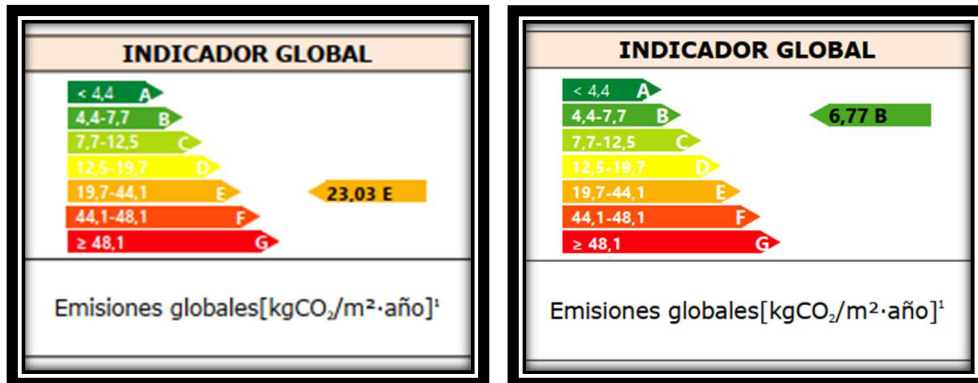 INDICADOR GLOBAL
< 4,4 A
4,4-7,7 B
7,7-12,5 C
12,5-19,7 D
19,7-44,1 E
23,03 E
44,1-48,1 F
≥ 48,1 G
Emisiones globales[kgCO₂/m²·año]¹
INDICADOR GLOBAL
< 4,4 A
4,4-7,7 B
6,77 B
7,7-12,5 C
12,5-19,7 D
19,7-44,1 E
44,1-48,1 F
≥ 48,1 G
Emisiones globales[kgCO₂/m²·año]¹